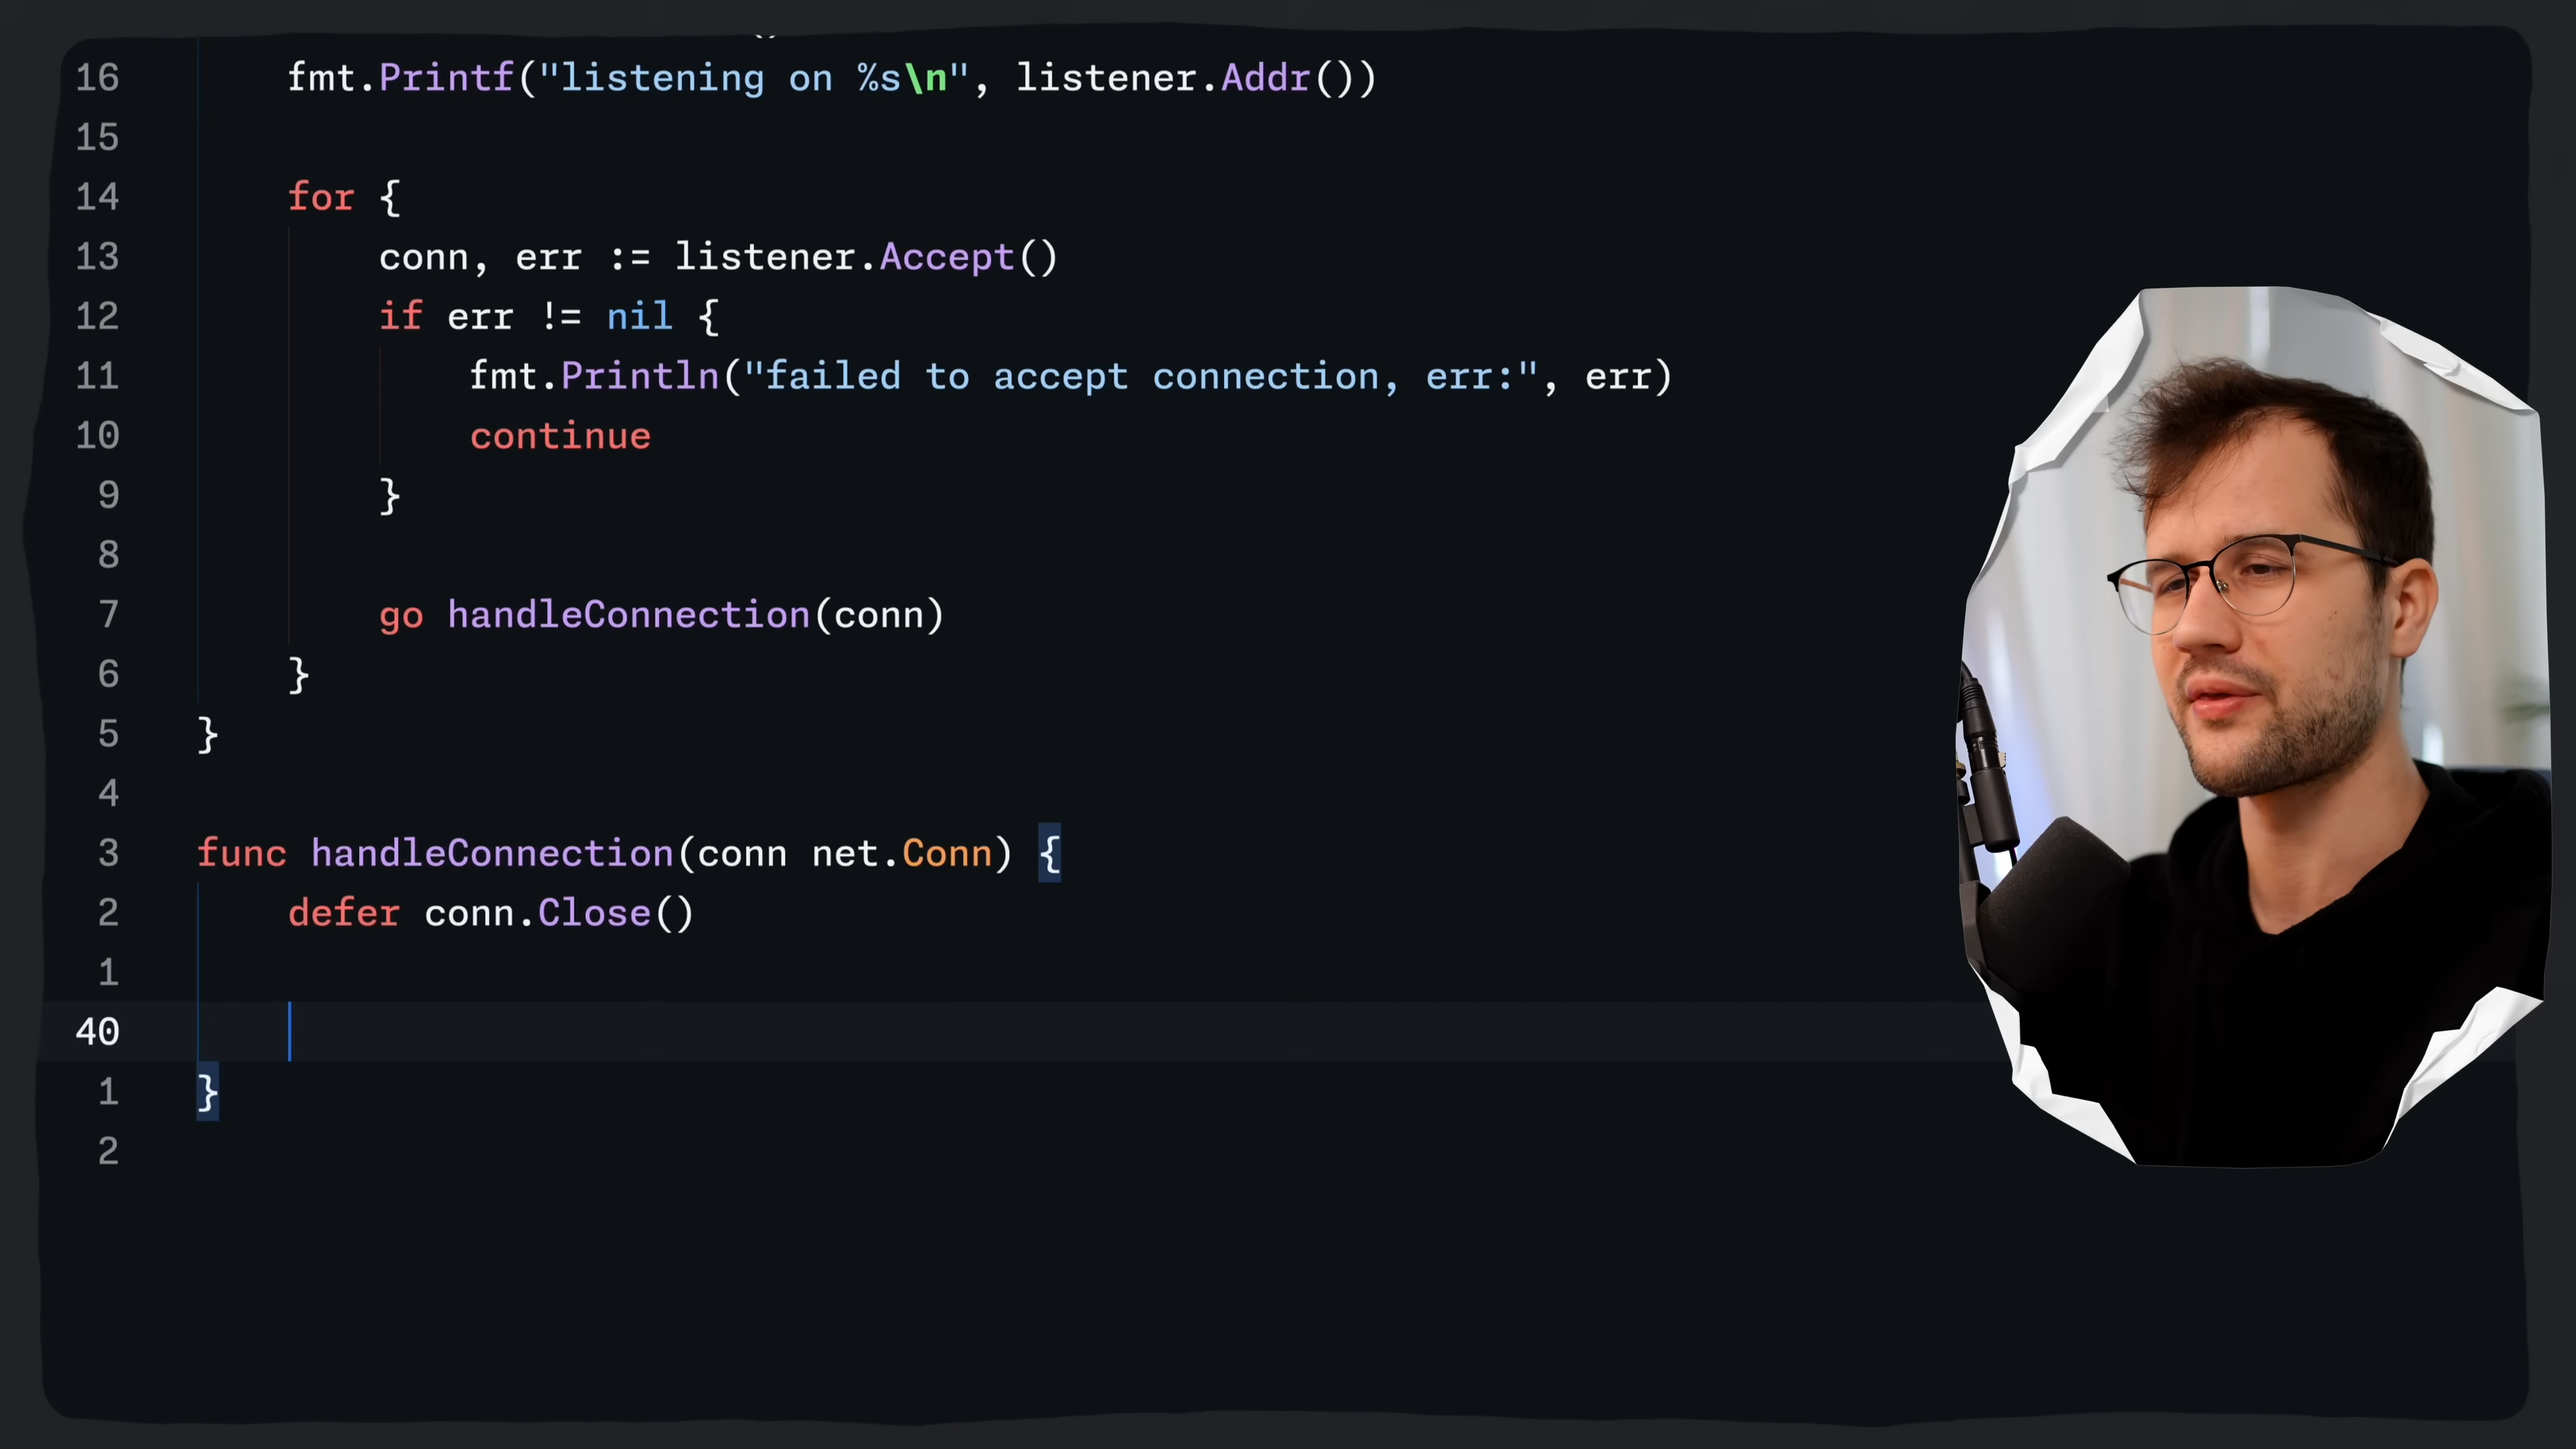 16 fmt.Printf("listening on %s\n", listener.Addr())
15
14 for {
13 conn, err := listener.Accept()
12 if err != nil {
11 fmt.Println("failed to accept connection, err:", err)
10 continue
9 }
8
7 go handleConnection(conn)
6 }
5 }
4
3 func handleConnection(conn net.Conn) {
2 defer conn.Close()
1
40
1 }
2